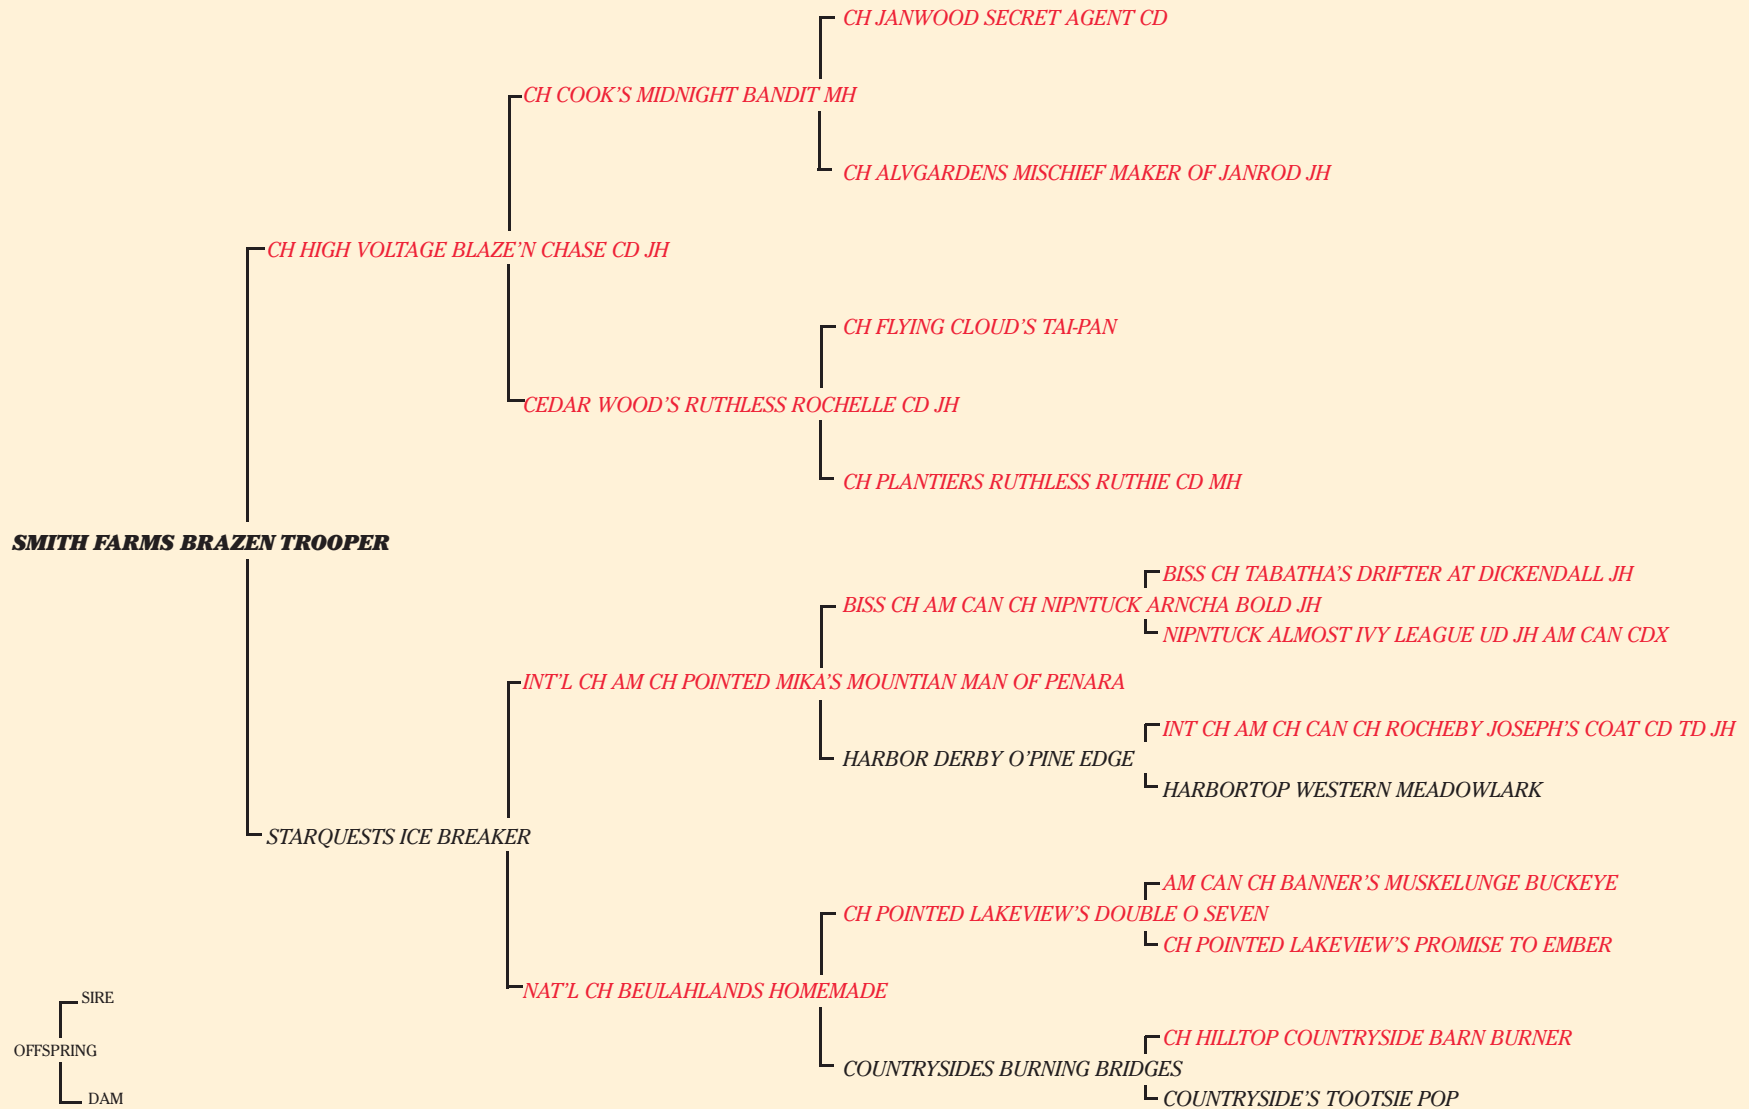 CH JANWOOD SECRET AGENT CD
CH COOK’S MIDNIGHT BANDIT MH
CH ALVGARDENS MISCHIEF MAKER OF JANROD JH
CH HIGH VOLTAGE BLAZE’N CHASE CD JH
CH FLYING CLOUD’S TAI-PAN
CEDAR WOOD’S RUTHLESS ROCHELLE CD JH
CH PLANTIERS RUTHLESS RUTHIE CD MH
SMITH FARMS BRAZEN TROOPER
BISS CH TABATHA’S DRIFTER AT DICKENDALL JH
BISS CH AM CAN CH NIPNTUCK ARNCHA BOLD JH
NIPNTUCK ALMOST IVY LEAGUE UD JH AM CAN CDX
INT’L CH AM CH POINTED MIKA’S MOUNTIAN MAN OF PENARA
INT CH AM CH CAN CH ROCHEBY JOSEPH’S COAT CD TD JH
HARBOR DERBY O’PINE EDGE
HARBORTOP WESTERN MEADOWLARK
STARQUESTS ICE BREAKER
AM CAN CH BANNER’S MUSKELUNGE BUCKEYE
CH POINTED LAKEVIEW’S DOUBLE O SEVEN
CH POINTED LAKEVIEW’S PROMISE TO EMBER
NAT’L CH BEULAHLANDS HOMEMADE
CH HILLTOP COUNTRYSIDE BARN BURNER
COUNTRYSIDES BURNING BRIDGES
COUNTRYSIDE’S TOOTSIE POP
SIRE
OFFSPRING
DAM